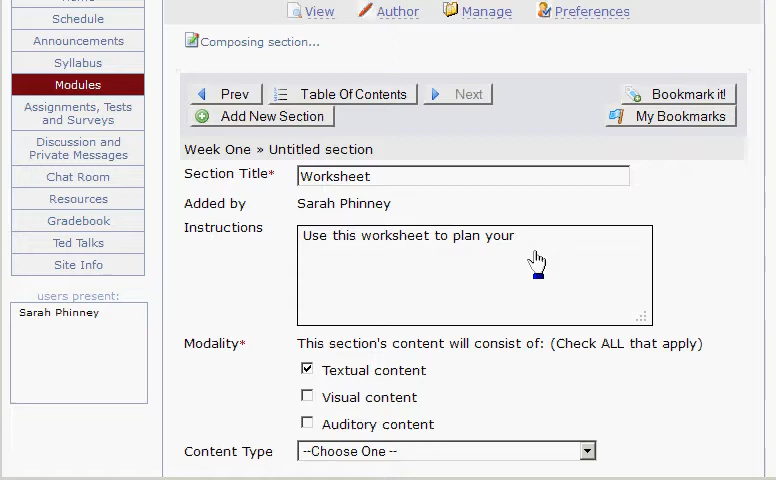 View Author Manage Preferences
Schedule
Announcements
Syllabus
Modules
Assignments, Tests
and Surveys
Discussion and
Private Messages
Chat Room
Resources
Gradebook
Ted Talks
Site Info
users present:
Sarah Phinney
Composing section...
Prev Table Of Contents Next Bookmark it!
Add New Section My Bookmarks
Week One » Untitled section
Section Title* Worksheet
Added by Sarah Phinney
Instructions Use this worksheet to plan your
Modality* This section's content will consist of: (Check ALL that apply)
Textual content
Visual content
Auditory content
Content Type --Choose One --